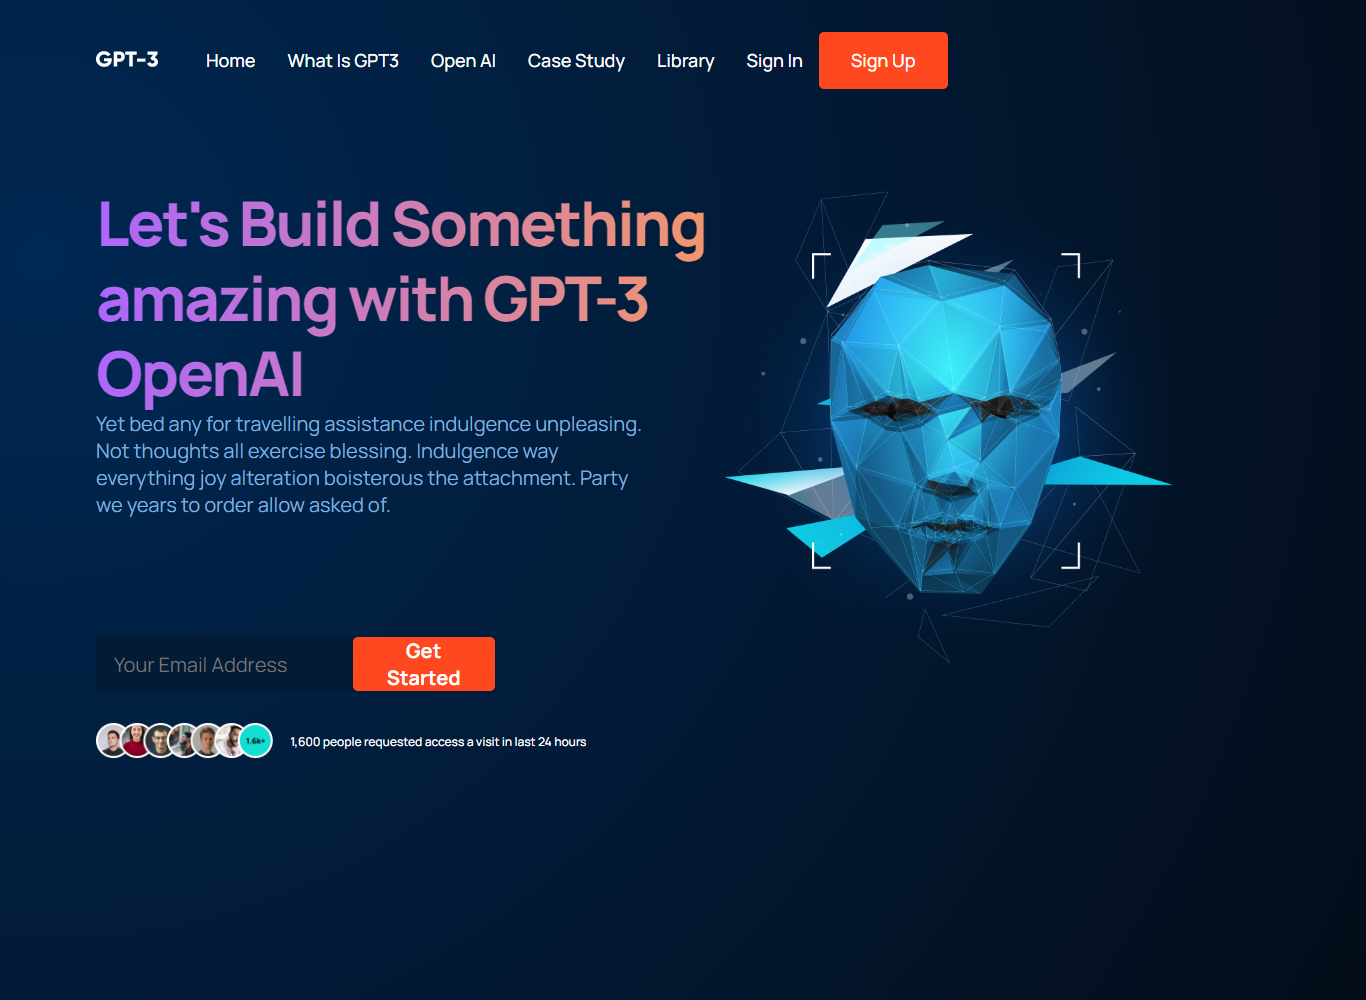 GPT-3 Home What Is GPT3 Open AI Case Study Library Sign In Sign Up
Let's Build Something
amazing with GPT-3
OpenAI
Yet bed any for travelling assistance indulgence unpleasing.
Not thoughts all exercise blessing. Indulgence way
everything joy alteration boisterous the attachment. Party
we years to order allow asked of.
Your Email Address
Get
Started
1.6k+
1,600 people requested access a visit in last 24 hours